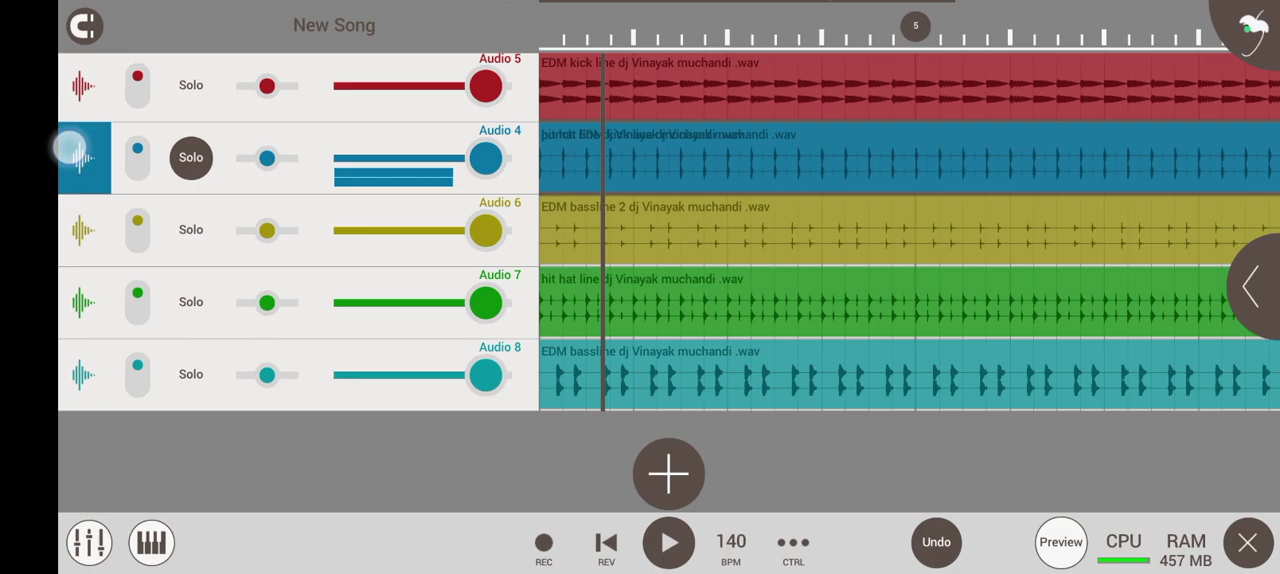 New Song
5
Audio 5
Solo
EDM kick line dj Vinayak muchandi .wav
Audio 4
Solo
Audio 6
Solo
EDM bassline 2 dj Vinayak muchandi .wav
Audio 7
Solo
hit hat line dj Vinayak muchandi .wav
Audio 8
Solo
EDM bassline dj Vinayak muchandi .wav
REC
REV
140
BPM
CTRL
Undo
Preview
CPU
RAM
457 MB